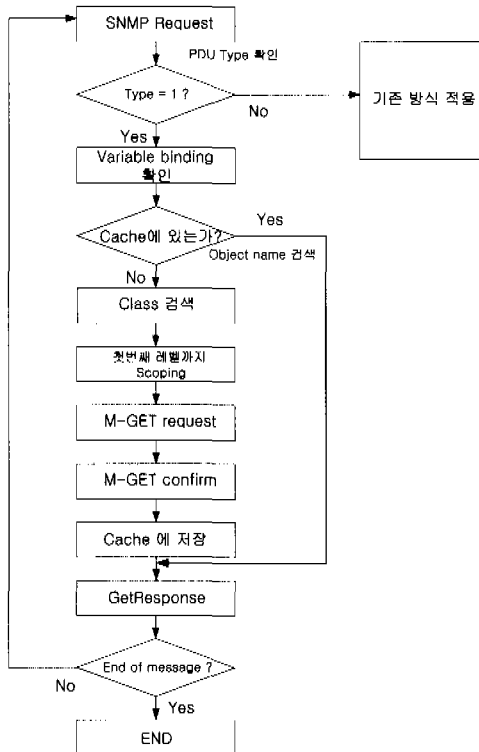 SNMP Request
PDU Type 확인
Type = 1 ?
No
기존 방식 적용
Yes
Variable binding
확인
Cache에 있는가?
Yes
Object name 검색
No
Class 검색
첫번째 레벨까지
Scoping
M-GET request
M-GET confirm
Cache 에 저장
GetResponse
End of message ?
No
Yes
END